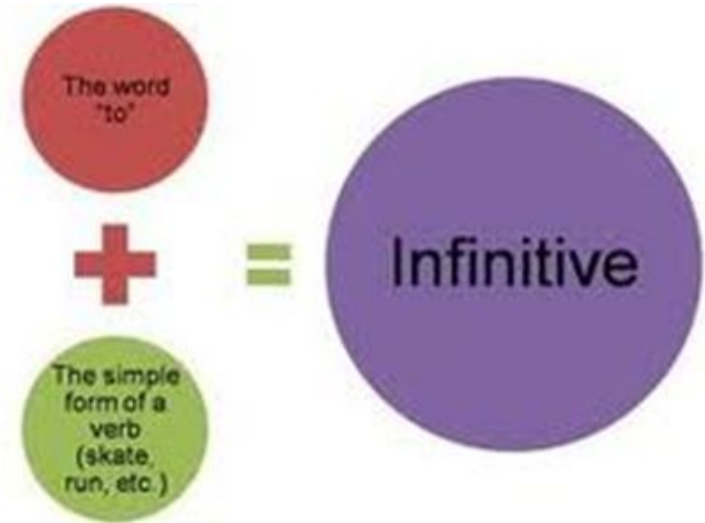 The word
"to"
The simple
form of a
verb
(skate,
run, etc.)
Infinitive